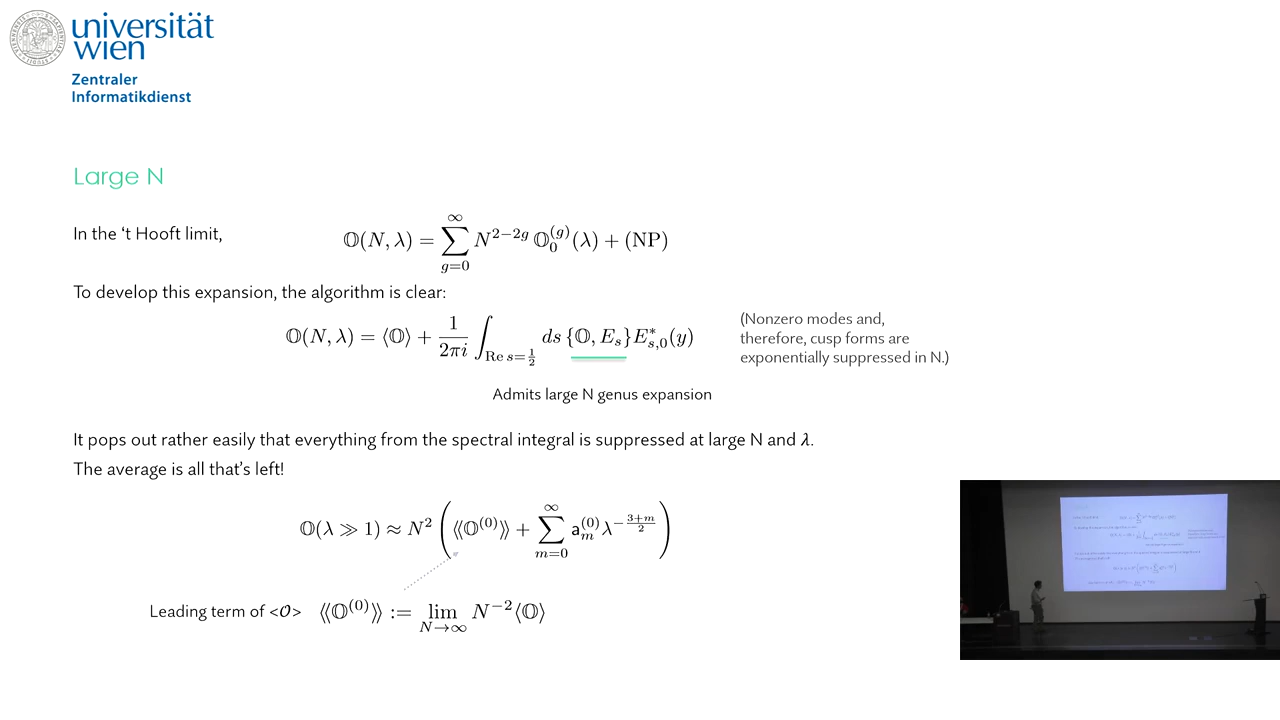 universität
wien
Zentraler
Informatikdienst
Large N
In the ‘t Hooft limit, 𝕆(N, λ) = ∑_{g=0}^{∞} N^{2−2g} 𝕆_0^{(g)}(λ) + (NP)
To develop this expansion, the algorithm is clear:
𝕆(N, λ) = ⟨𝕆⟩ + \frac{1}{2πi} ∫_{Re s=\frac{1}{2}} ds {𝕆, E_s}E^*_{s,0}(y)
(Nonzero modes and,
therefore, cusp forms are
exponentially suppressed in N.)
Admits large N genus expansion
It pops out rather easily that everything from the spectral integral is suppressed at large N and λ.
The average is all that’s left!
𝕆(λ ≫ 1) ≈ N^2 ( ⟪𝕆^{(0)}⟫ + ∑_{m=0}^{∞} a_m^{(0)} λ^{−\frac{3+m}{2}} )
Leading term of <𝒪> ⟪𝕆^{(0)}⟫ := lim_{N→∞} N^{−2}⟨𝕆⟩